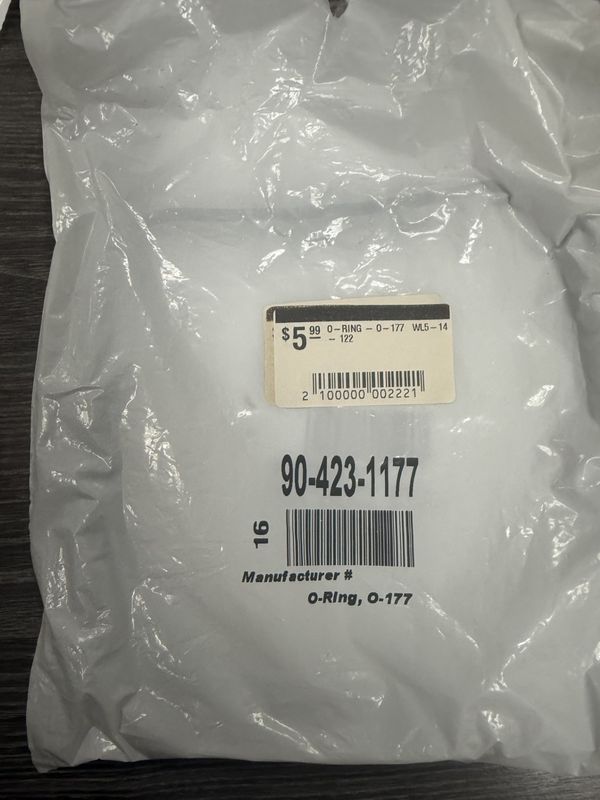 $5 99 O-RING - O-177 WL5-14
- 122
2 100000 002221
90-423-1177
16
Manufacturer #
O-Ring, O-177